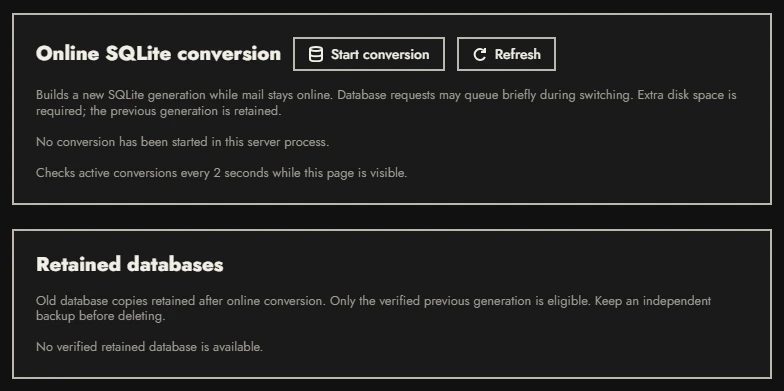 Online SQLite conversion Start conversion Refresh
Builds a new SQLite generation while mail stays online. Database requests may queue briefly during switching. Extra disk space is
required; the previous generation is retained.
No conversion has been started in this server process.
Checks active conversions every 2 seconds while this page is visible.
Retained databases
Old database copies retained after online conversion. Only the verified previous generation is eligible. Keep an independent
backup before deleting.
No verified retained database is available.